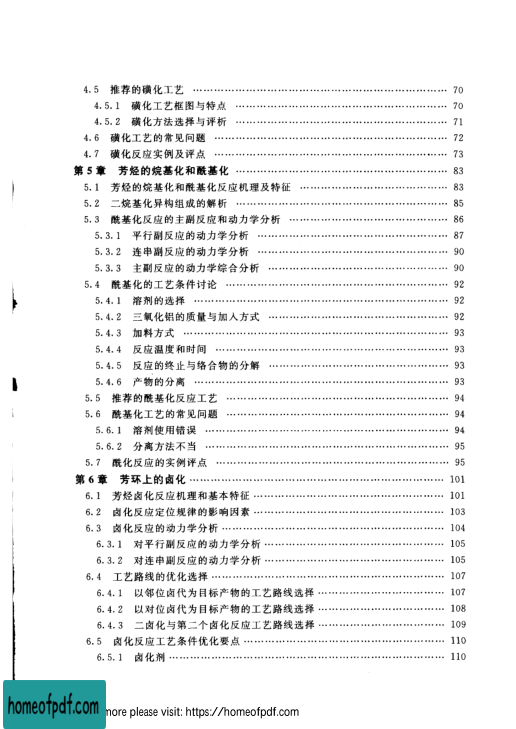 4.5 推荐的磺化工艺 …… 70
4.5.1 磺化工艺框图与特点 …… 70
4.5.2 磺化方法选择与评析 …… 71
4.6 磺化工艺的常见问题 …… 72
4.7 磺化反应实例及评点 …… 73
第5章 芳烃的烷基化和酰基化 …… 83
5.1 芳烃的烷基化和酰基化反应机理及特征 …… 83
5.2 二烷基化异构组成的解析 …… 85
5.3 酰基化反应的主副反应和动力学分析 …… 86
5.3.1 平行副反应的动力学分析 …… 87
5.3.2 连串副反应的动力学分析 …… 90
5.3.3 主副反应的动力学综合分析 …… 90
5.4 酰基化的工艺条件讨论 …… 92
5.4.1 溶剂的选择 …… 92
5.4.2 三氧化铝的质量与加入方式 …… 92
5.4.3 加料方式 …… 93
5.4.4 反应温度和时间 …… 93
5.4.5 反应的终止与络合物的分解 …… 93
5.4.6 产物的分离 …… 93
5.5 推荐的酰基化反应工艺 …… 94
5.6 酰基化工艺的常见问题 …… 94
5.6.1 溶剂使用错误 …… 94
5.6.2 分离方法不当 …… 95
5.7 酰化反应的实例评点 …… 95
第6章 芳环上的卤化 …… 101
6.1 芳烃卤化反应机理和基本特征 …… 101
6.2 卤化反应定位规律的影响因素 …… 103
6.3 卤化反应的动力学分析 …… 104
6.3.1 对平行副反应的动力学分析 …… 105
6.3.2 对连串副反应的动力学分析 …… 105
6.4 工艺路线的优化选择 …… 107
6.4.1 以邻位卤代为目标产物的工艺路线选择 …… 107
6.4.2 以对位卤代为目标产物的工艺路线选择 …… 108
6.4.3 二卤化与第二个卤化反应工艺路线选择 …… 109
6.5 卤化反应工艺条件优化要点 …… 110
6.5.1 卤化剂 …… 110
homeofpdf.com more please visit: https://homeofpdf.com